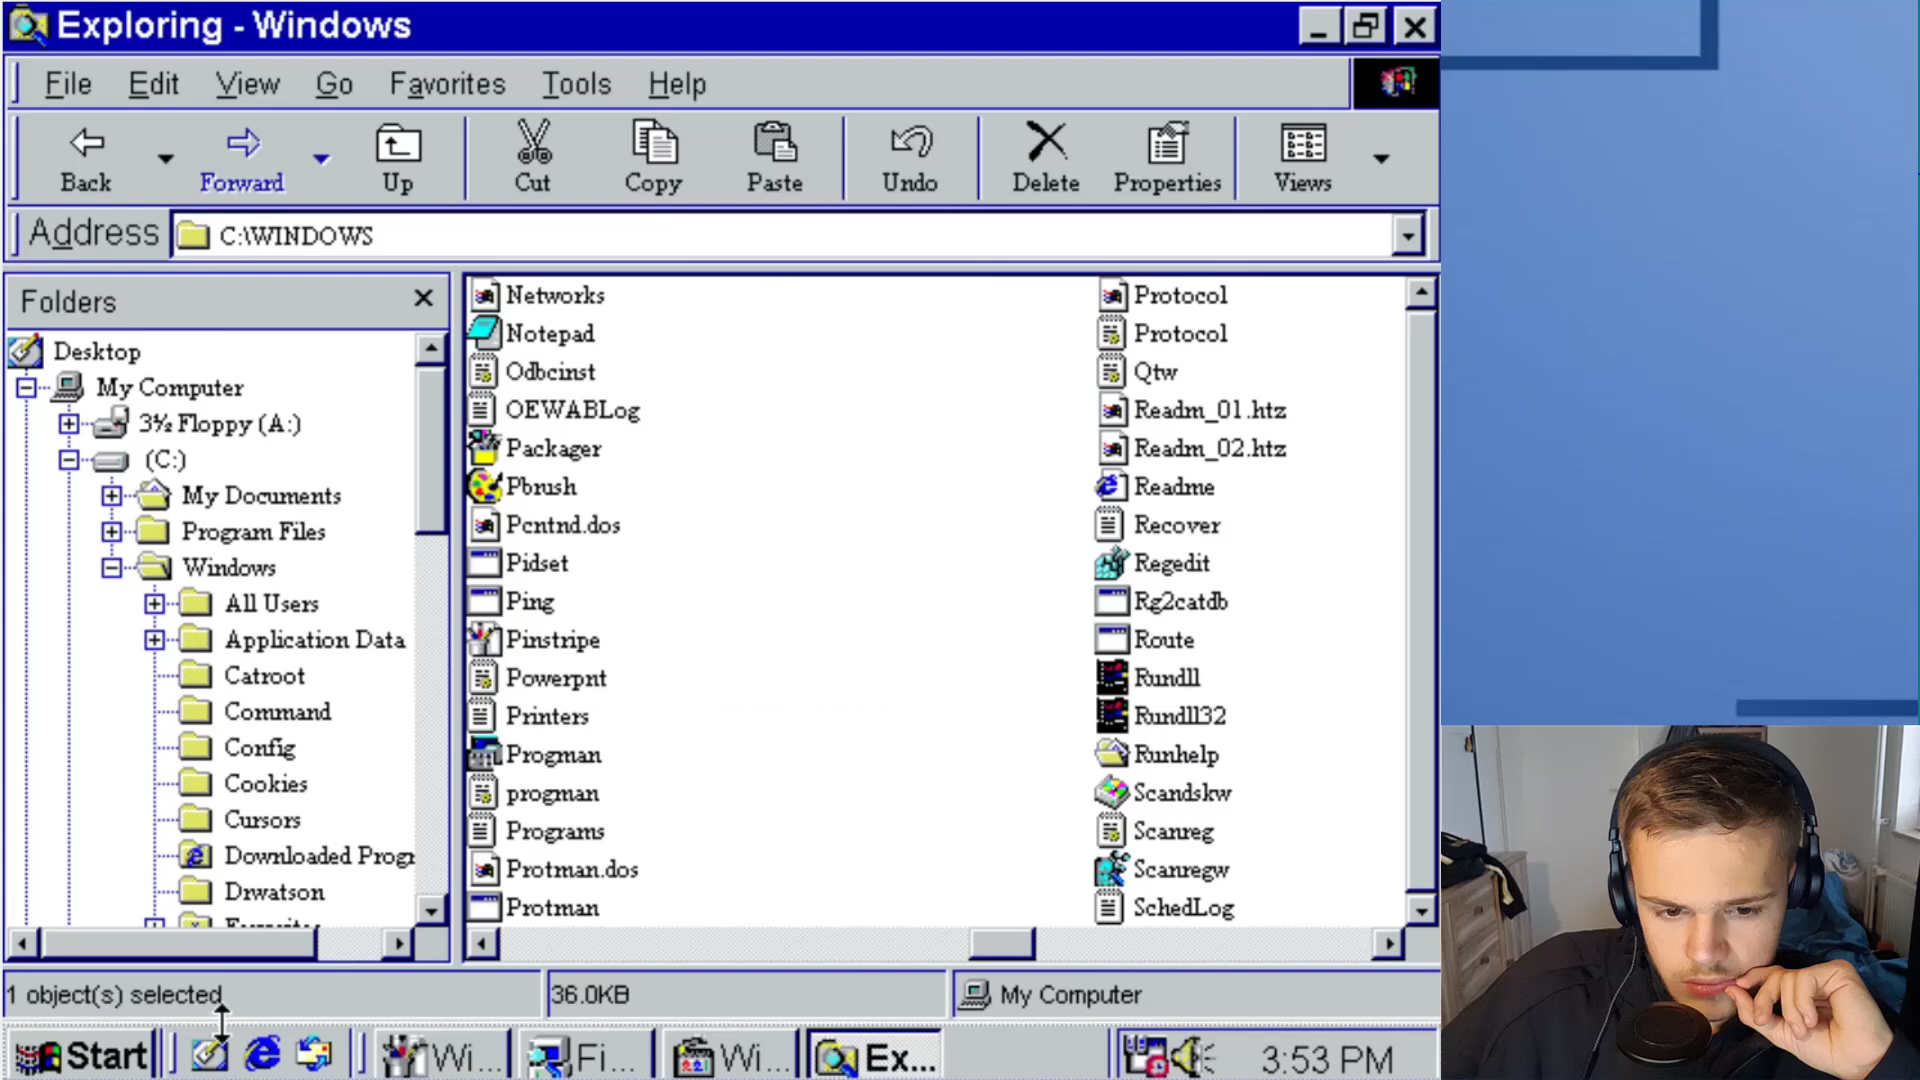 Exploring - Windows
File Edit View Go Favorites Tools Help
Back Forward Up Cut Copy Paste Undo Delete Properties Views
Address C:\WINDOWS
Folders
Desktop
My Computer
3½ Floppy (A:)
(C:)
My Documents
Program Files
Windows
All Users
Application Data
Catroot
Command
Config
Cookies
Cursors
Downloaded Progr
Drwatson
Favorites
Networks
Notepad
Odbcinst
OEWABLog
Packager
Pbrush
Pcntnd.dos
Pidset
Ping
Pinstripe
Powerpnt
Printers
Progman
progman
Programs
Protman.dos
Protman
Protocol
Protocol
Qtw
Readm_01.htz
Readm_02.htz
Readme
Recover
Regedit
Rg2catdb
Route
Rundll
Rundll32
Runhelp
Scandskw
Scanreg
Scanregw
SchedLog
1 object(s) selected 36.0KB My Computer
Start Wi... Fi... Wi... Ex... 3:53 PM